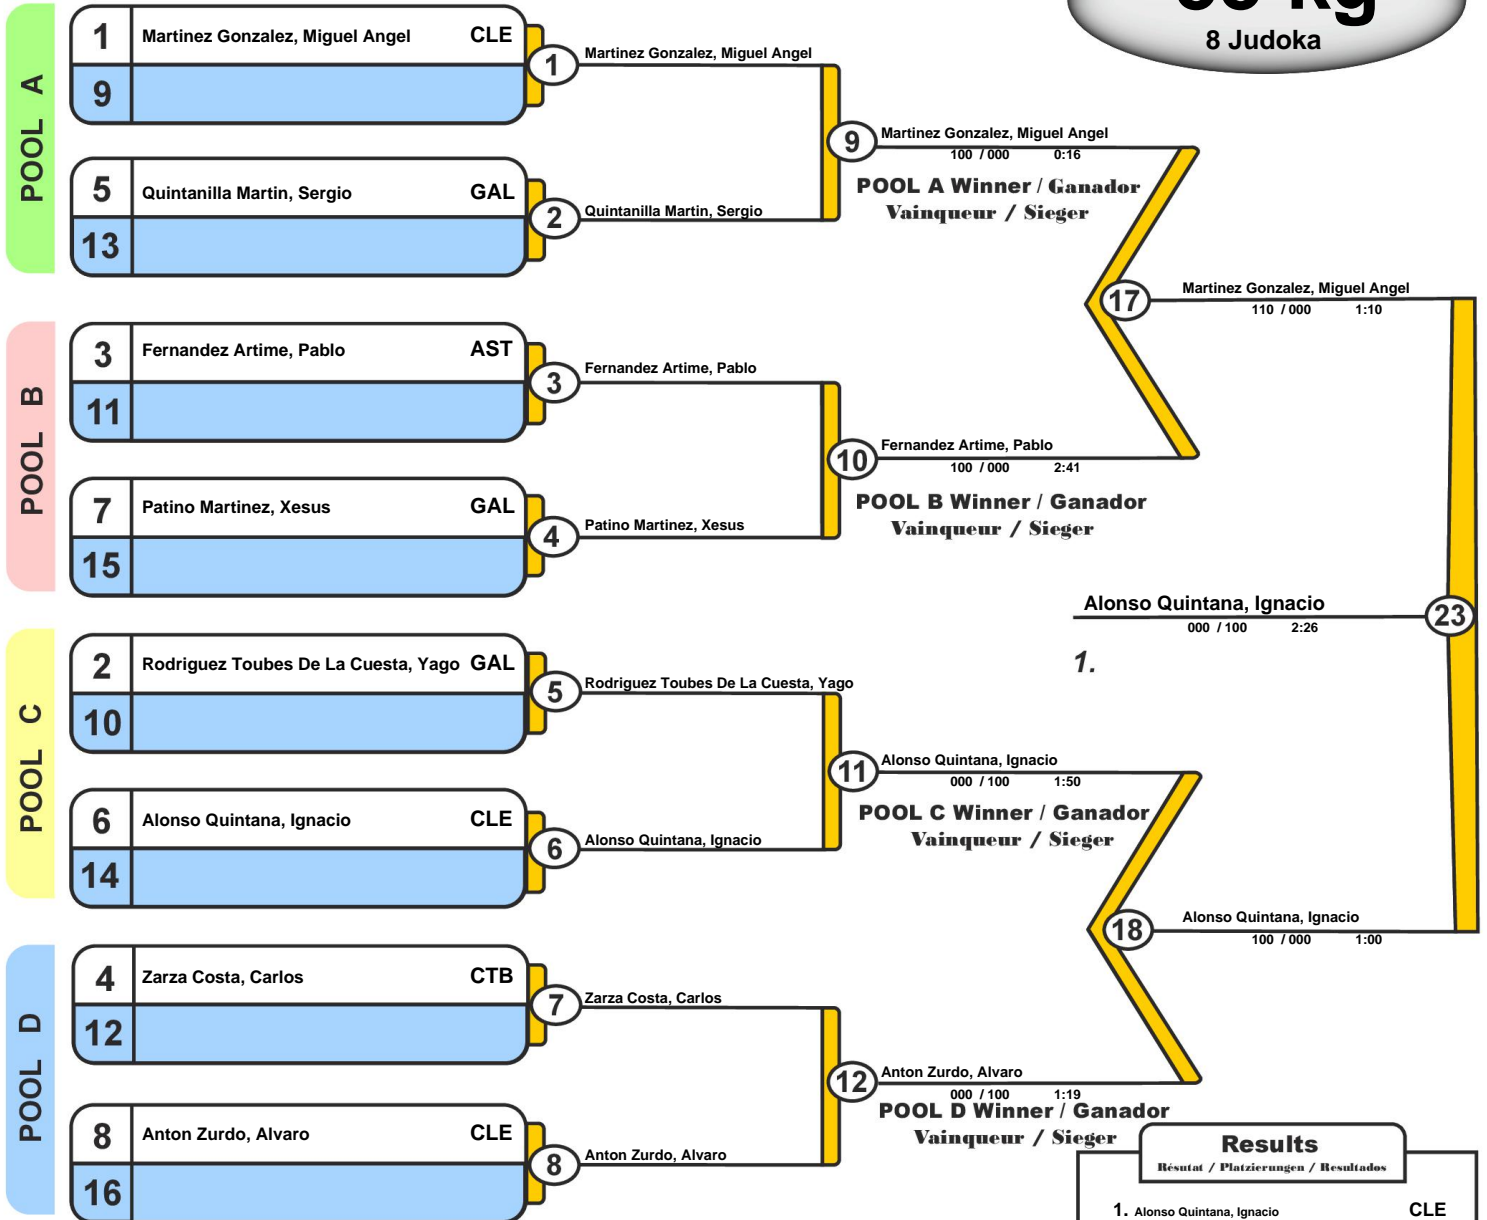 8 Judoka
POOL A
1 Martinez Gonzalez, Miguel Angel CLE
9
5 Quintanilla Martin, Sergio GAL
13
1 Martinez Gonzalez, Miguel Angel
2 Quintanilla Martin, Sergio
9 Martinez Gonzalez, Miguel Angel
100 / 000 0:16
POOL A Winner / Ganador
Vainqueur / Sieger
POOL B
3 Fernandez Artime, Pablo AST
11
7 Patino Martinez, Xesus GAL
15
3 Fernandez Artime, Pablo
4 Patino Martinez, Xesus
10 Fernandez Artime, Pablo
100 / 000 2:41
POOL B Winner / Ganador
Vainqueur / Sieger
17 Martinez Gonzalez, Miguel Angel
110 / 000 1:10
POOL C
2 Rodriguez Toubes De La Cuesta, Yago GAL
10
6 Alonso Quintana, Ignacio CLE
14
5 Rodriguez Toubes De La Cuesta, Yago
6 Alonso Quintana, Ignacio
11 Alonso Quintana, Ignacio
000 / 100 1:50
POOL C Winner / Ganador
Vainqueur / Sieger
POOL D
4 Zarza Costa, Carlos CTB
12
8 Anton Zurdo, Alvaro CLE
16
7 Zarza Costa, Carlos
8 Anton Zurdo, Alvaro
12 Anton Zurdo, Alvaro
000 / 100 1:19
POOL D Winner / Ganador
Vainqueur / Sieger
18 Alonso Quintana, Ignacio
100 / 000 1:00
Alonso Quintana, Ignacio 23
000 / 100 2:26
1.
Results
Résutat / Platzierungen / Resultados
1. Alonso Quintana, Ignacio CLE